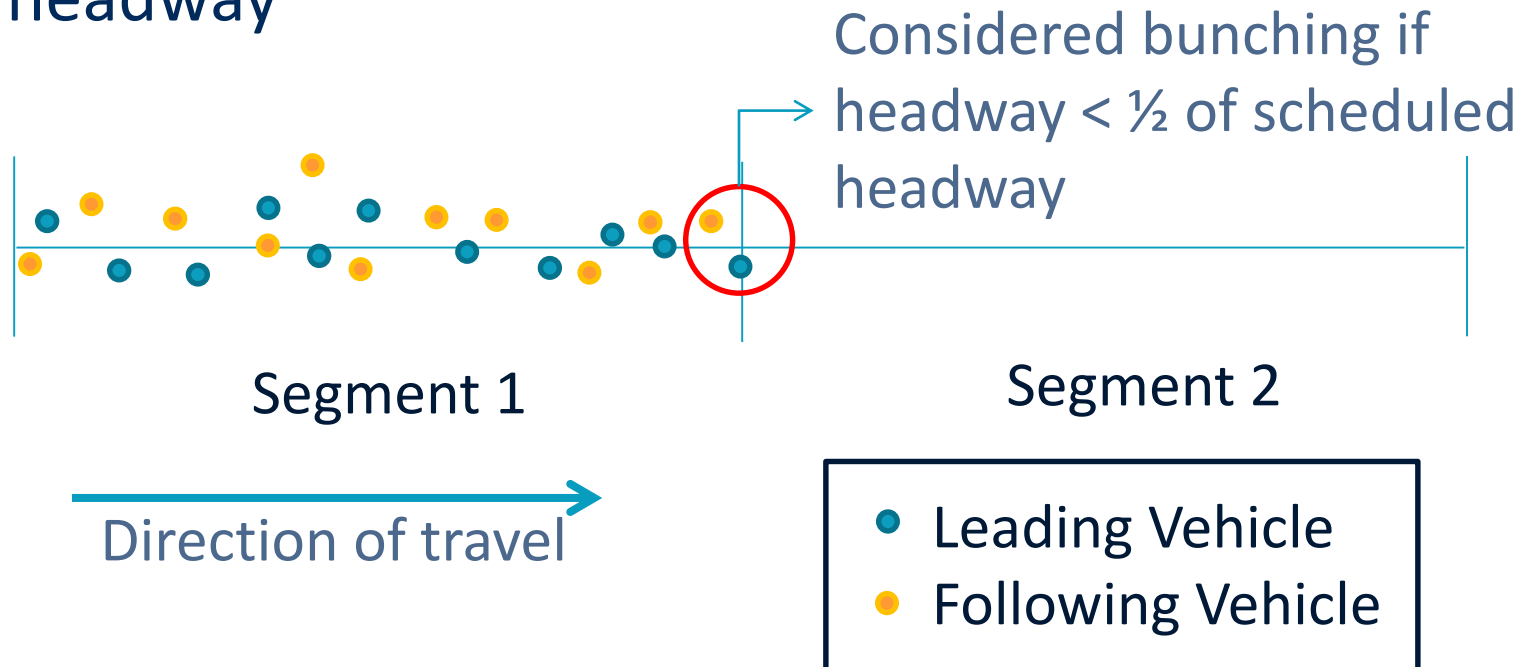 headway
Considered bunching if
headway < ½ of scheduled
headway
Segment 1
Segment 2
Direction of travel
Leading Vehicle
Following Vehicle